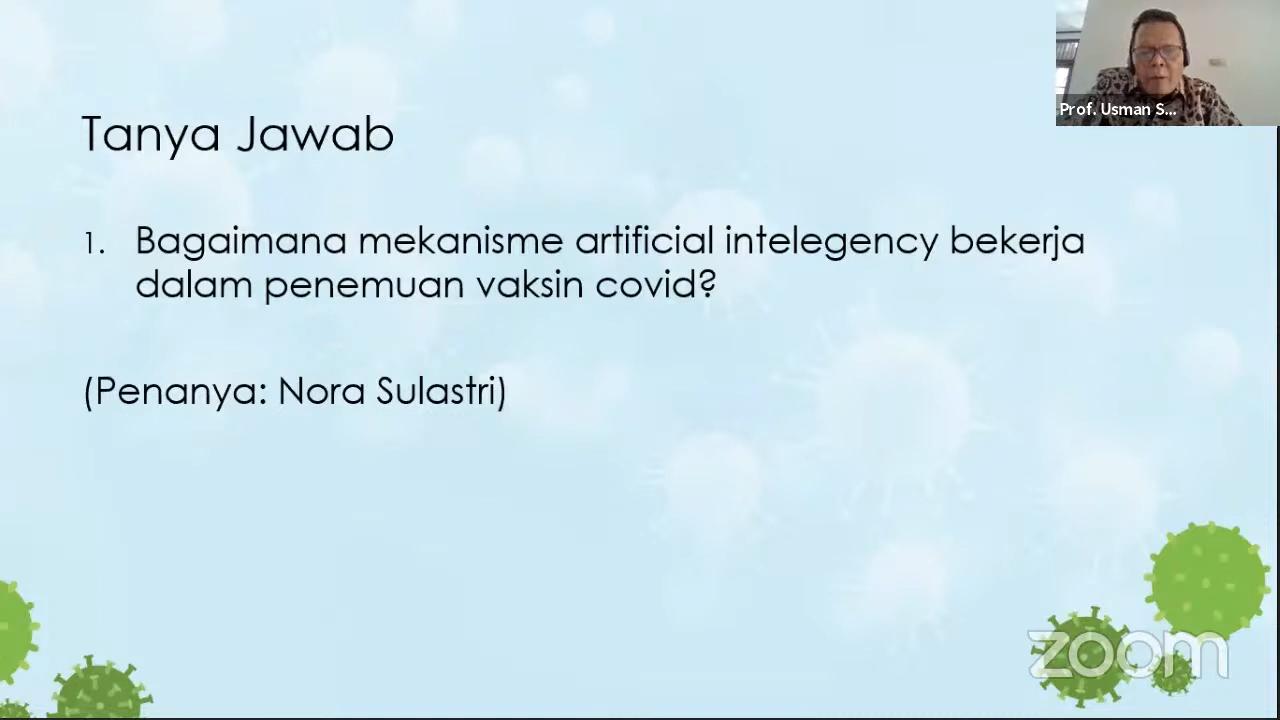 Prof. Usman S...
Tanya Jawab
1. Bagaimana mekanisme artificial intelegency bekerja
dalam penemuan vaksin covid?
(Penanya: Nora Sulastri)
zoom